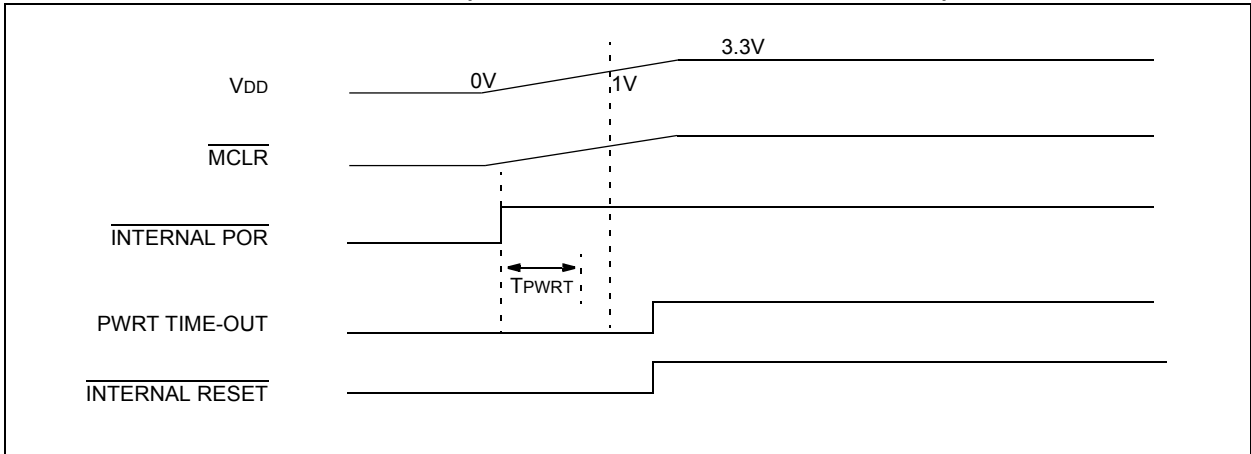 3.3V
VDD
0V
1V
MCLR
INTERNAL POR
TPWRT
PWRT TIME-OUT
INTERNAL RESET